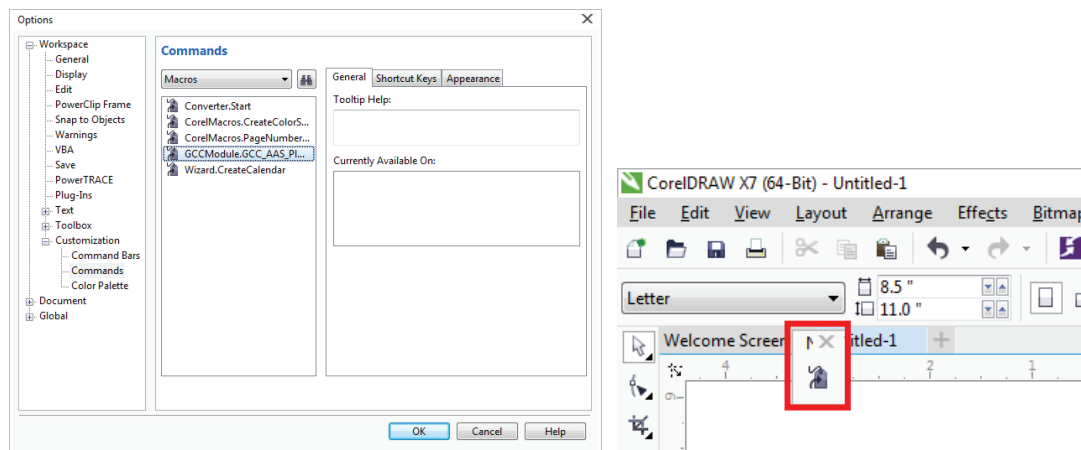 Options
Workspace
General
Display
Edit
PowerClip Frame
Snap to Objects
Warnings
VBA
Save
PowerTRACE
Plug-Ins
Text
Toolbox
Customization
Command Bars
Commands
Color Palette
Document
Global
Commands
Macros
Converter.Start
CorelMacros.CreateColorS...
CorelMacros.PageNumber...
GCCModule.GCC_AAS_Pl...
Wizard.CreateCalendar
General Shortcut Keys Appearance
Tooltip Help:
Currently Available On:
OK Cancel Help
CorelDRAW X7 (64-Bit) - Untitled-1
File Edit View Layout Arrange Effects Bitmap
Letter
8.5 "
11.0 "
Welcome Screen titled-1
4 2 1